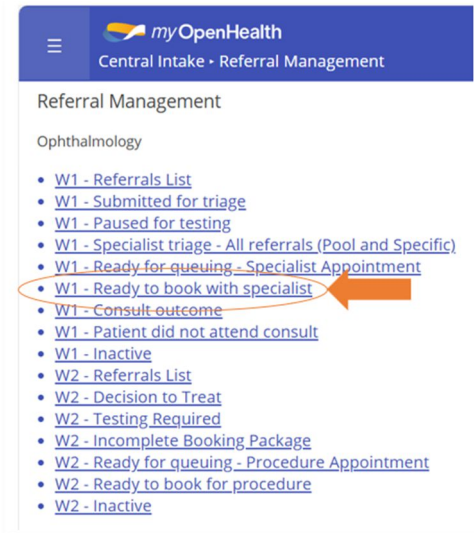 myOpenHealth
Central Intake ▸ Referral Management
Referral Management
Ophthalmology
• W1 - Referrals List
• W1 - Submitted for triage
• W1 - Paused for testing
• W1 - Specialist triage - All referrals (Pool and Specific)
• W1 - Ready for queuing - Specialist Appointment
• W1 - Ready to book with specialist
• W1 - Consult outcome
• W1 - Patient did not attend consult
• W1 - Inactive
• W2 - Referrals List
• W2 - Decision to Treat
• W2 - Testing Required
• W2 - Incomplete Booking Package
• W2 - Ready for queuing - Procedure Appointment
• W2 - Ready to book for procedure
• W2 - Inactive